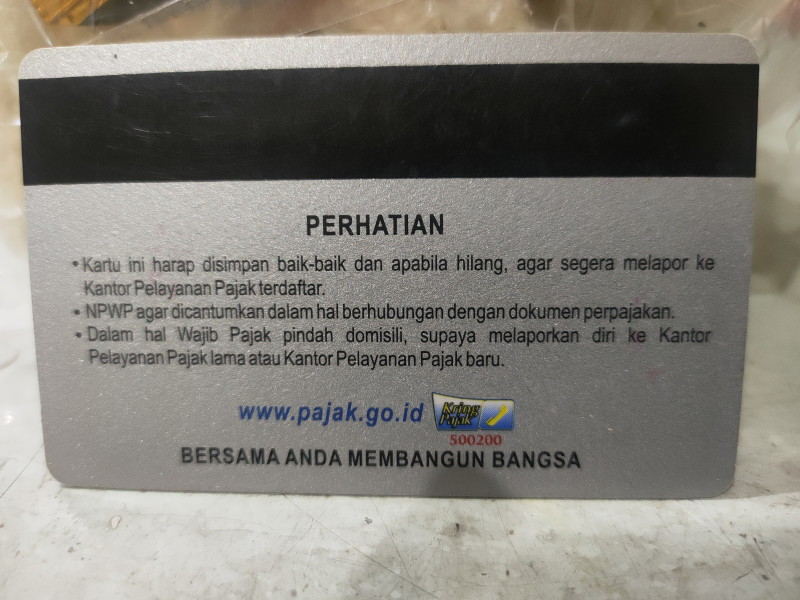 PERHATIAN
• Kartu ini harap disimpan baik-baik dan apabila hilang, agar segera melapor ke
Kantor Pelayanan Pajak terdaftar.
• NPWP agar dicantumkan dalam hal berhubungan dengan dokumen perpajakan.
• Dalam hal Wajib Pajak pindah domisili, supaya melaporkan diri ke Kantor
Pelayanan Pajak lama atau Kantor Pelayanan Pajak baru.
www.pajak.go.id
Kring
Pajak
500200
BERSAMA ANDA MEMBANGUN BANGSA